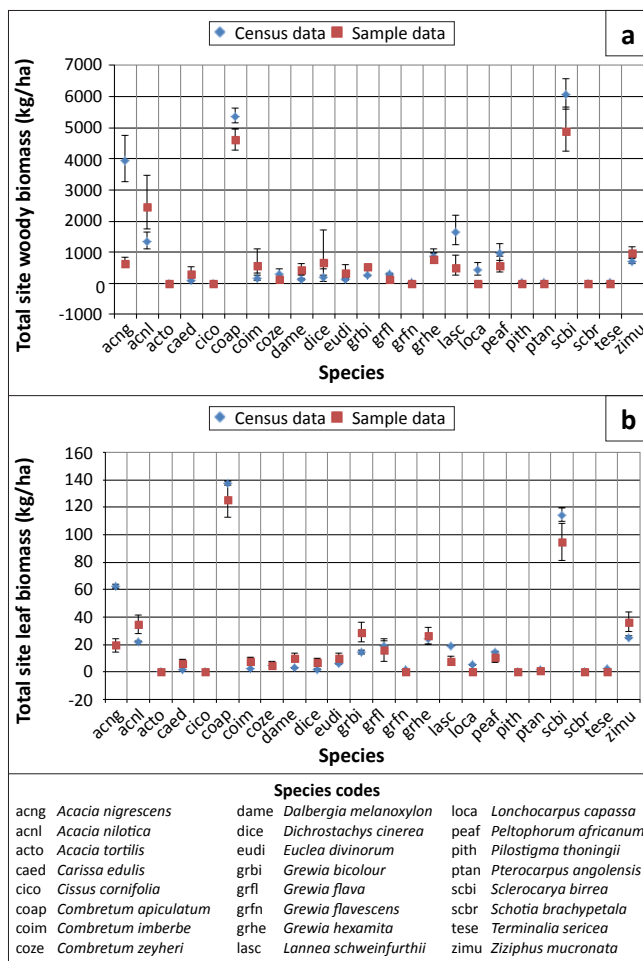 Census data Sample data
a
Total site woody biomass (kg/ha)
7000
6000
5000
4000
3000
2000
1000
0
-1000
acng acnl acto caed cico coap coim coze dame dice eudi grbi grfl grfn grhe lasc loca peaf pith ptan scbi scbr tese zimu
Species
Census data Sample data
b
Total site leaf biomass (kg/ha)
160
140
120
100
80
60
40
20
0
-20
acng acnl acto caed cico coap coim coze dame dice eudi grbi grfl grfn grhe lasc loca peaf pith ptan scbi scbr tese zimu
Species
Species codes
acng Acacia nigrescens dame Dalbergia melanoxylon loca Lonchocarpus capassa
acnl Acacia nilotica dice Dichrostachys cinerea peaf Peltophorum africanum
acto Acacia tortilis eudi Euclea divinorum pith Pilostigma thoningii
caed Carissa edulis grbi Grewia bicolour ptan Pterocarpus angolensis
cico Cissus cornifolia grfl Grewia flava scbi Sclerocarya birrea
coap Combretum apiculatum grfn Grewia flavescens scbr Schotia brachypetala
coim Combretum imberbe grhe Grewia hexamita tese Terminalia sericea
coze Combretum zeyheri lasc Lannea schweinfurthii zimu Ziziphus mucronata